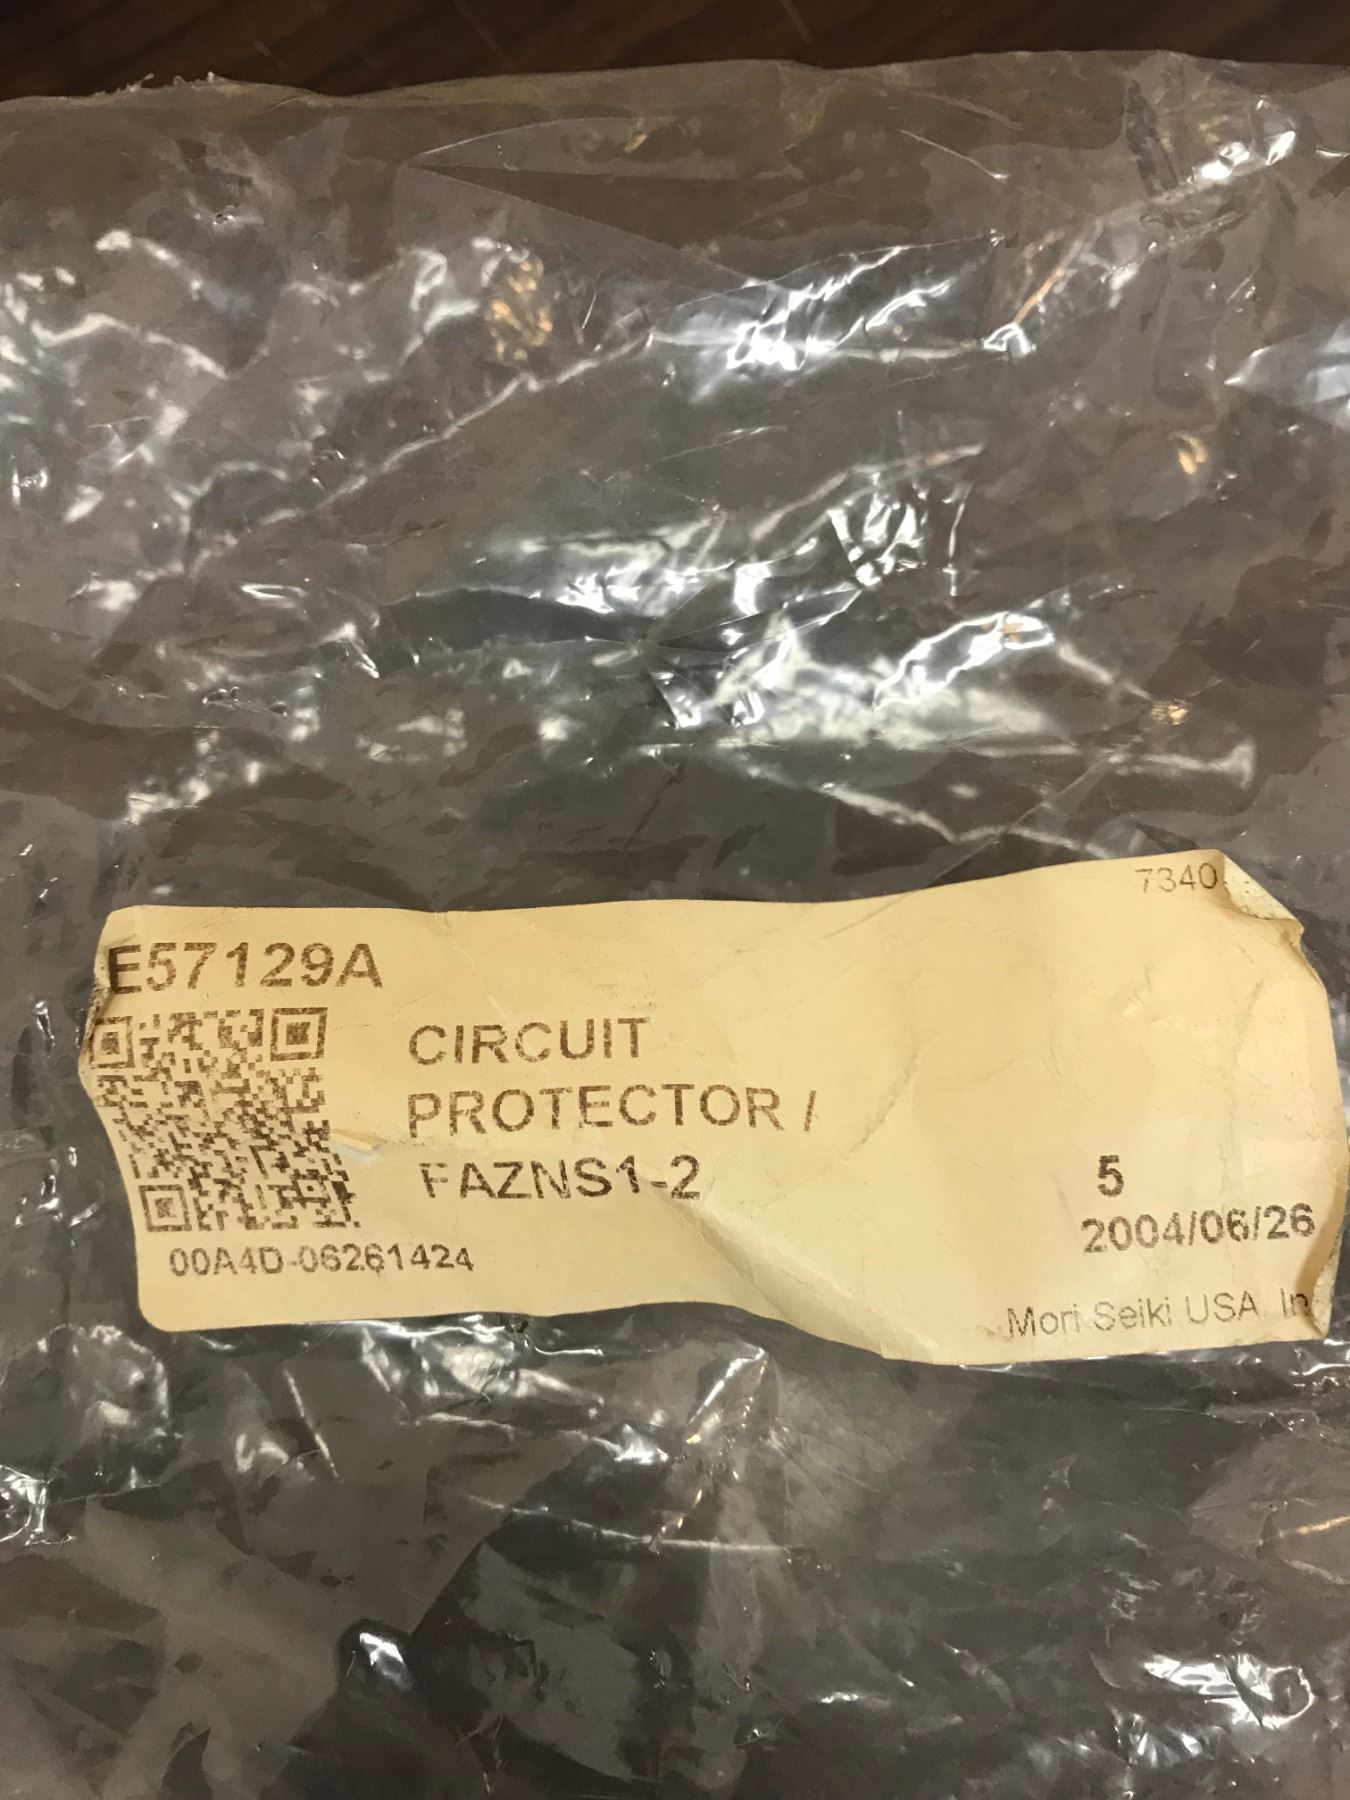 7340
E57129A
CIRCUIT
PROTECTOR /
FAZNS1-2
5
2004/06/26
00A4D-06261424
Mori Seiki USA. In